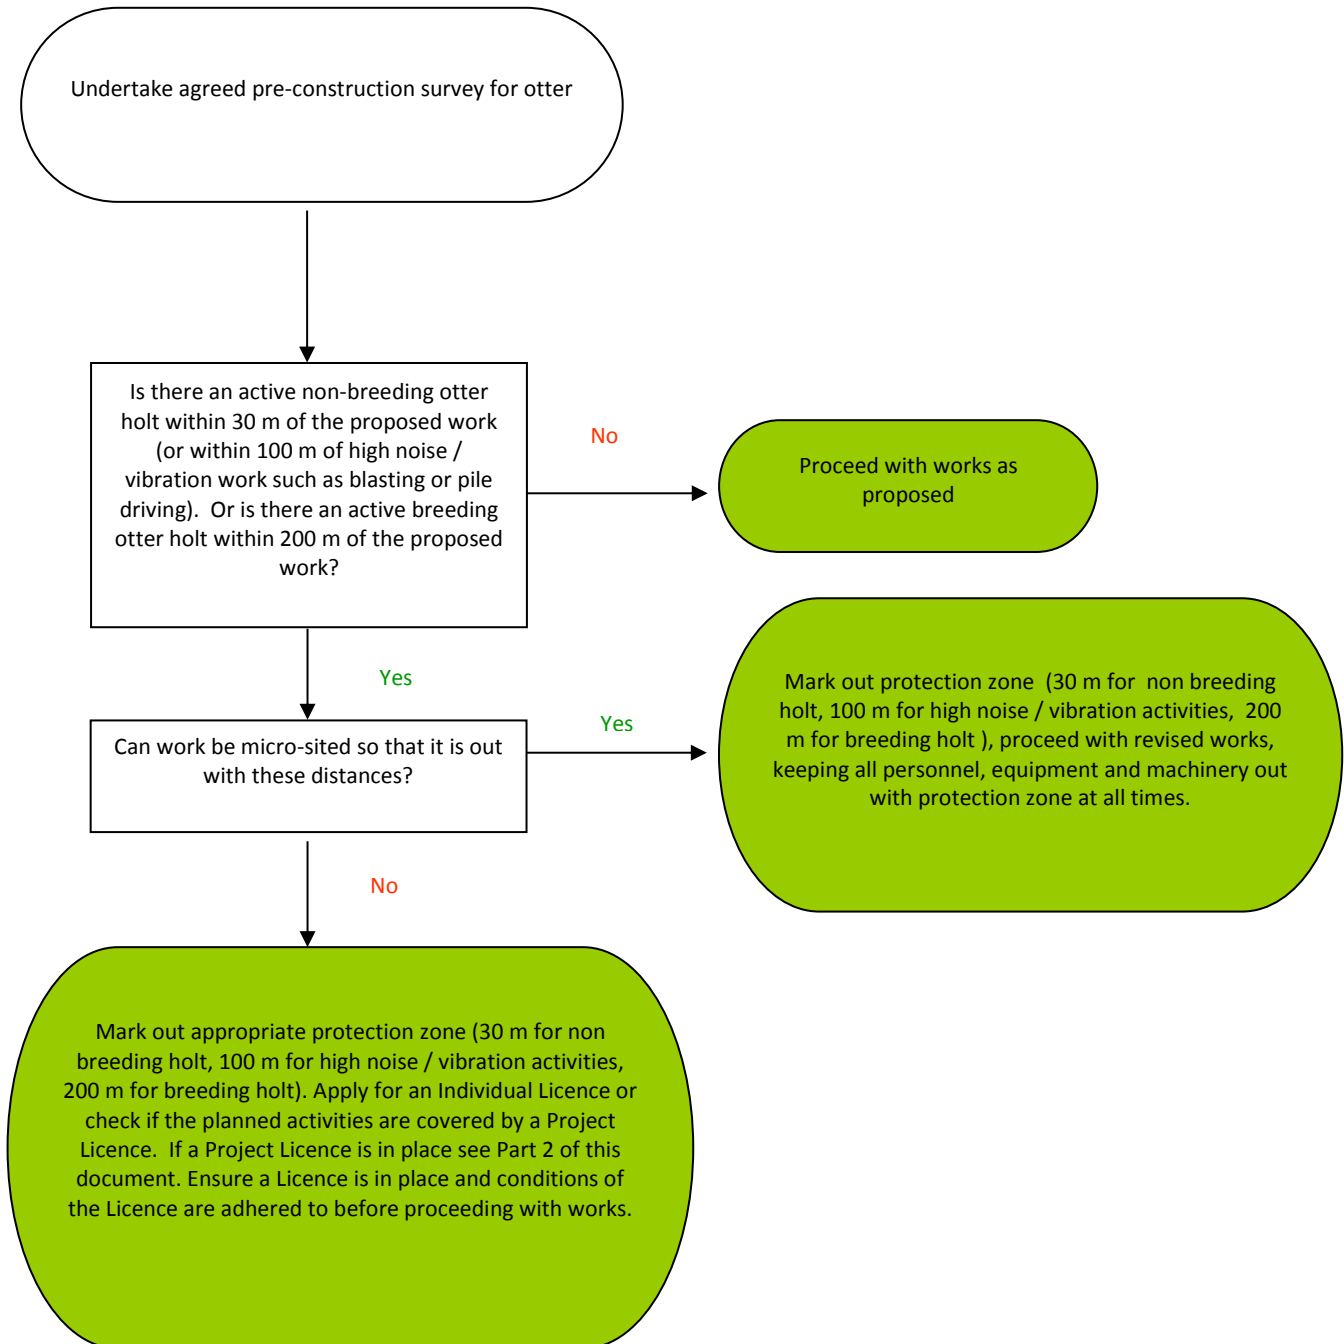 Undertake agreed pre-construction survey for otter
Is there an active non-breeding otter
holt within 30 m of the proposed work
(or within 100 m of high noise /
vibration work such as blasting or pile
driving).  Or is there an active breeding
otter holt within 200 m of the proposed
work?
No
Proceed with works as
proposed
Yes
Can work be micro-sited so that it is out
with these distances?
Yes
Mark out protection zone  (30 m for  non breeding
holt, 100 m for high noise / vibration activities,  200
m for breeding holt ), proceed with revised works,
keeping all personnel, equipment and machinery out
with protection zone at all times.
No
Mark out appropriate protection zone (30 m for non
breeding holt, 100 m for high noise / vibration activities,
200 m for breeding holt). Apply for an Individual Licence or
check if the planned activities are covered by a Project
Licence.  If a Project Licence is in place see Part 2 of this
document. Ensure a Licence is in place and conditions of
the Licence are adhered to before proceeding with works.